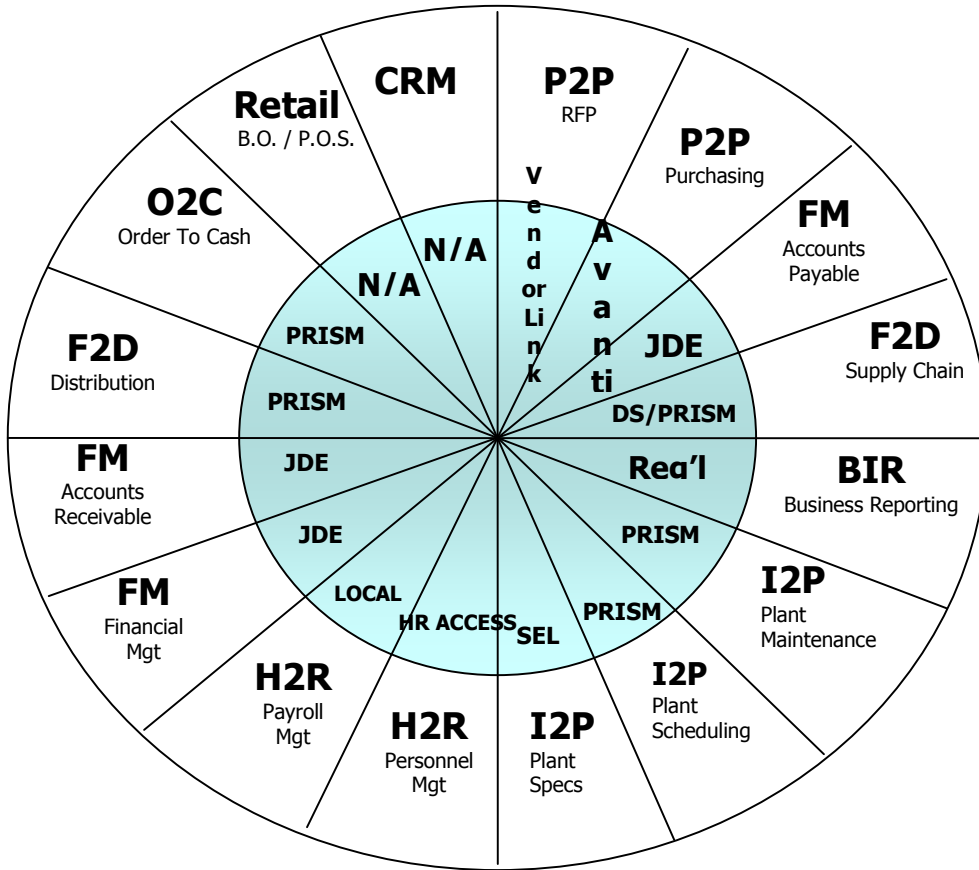 CRM
P2P
RFP
Retail
B.O. / P.O.S.
P2P
Purchasing
O2C
Order To Cash
FM
Accounts
Payable
F2D
Distribution
F2D
Supply Chain
N/A
N/A
V
e
n
d
or
Li
n
k
A
v
a
n
ti
PRISM
JDE
PRISM
DS/PRISM
FM
Accounts
Receivable
JDE
Rea'l
BIR
Business Reporting
JDE
PRISM
FM
Financial
Mgt
LOCAL
HR ACCESS
SEL
PRISM
I2P
Plant
Maintenance
H2R
Payroll
Mgt
H2R
Personnel
Mgt
I2P
Plant
Specs
I2P
Plant
Scheduling